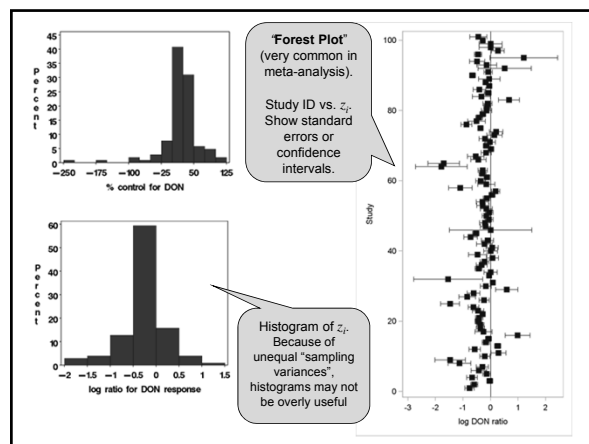 45
40
35
30
25
20
15
10
5
0
Percent
-250 -175 -100 -25 50 125
% control for DON
"Forest Plot"
(very common in
meta-analysis).
Study ID vs. zi.
Show standard
errors or
confidence
intervals.
60
50
40
30
20
10
0
Percent
-2 -1.5 -1 -0.5 0 0.5 1 1.5
log ratio for DON response
Histogram of zi.
Because of
unequal "sampling
variances",
histograms may not
be overly useful
100
80
60
40
20
0
Study
-3 -2 -1 0 1 2
log DON ratio